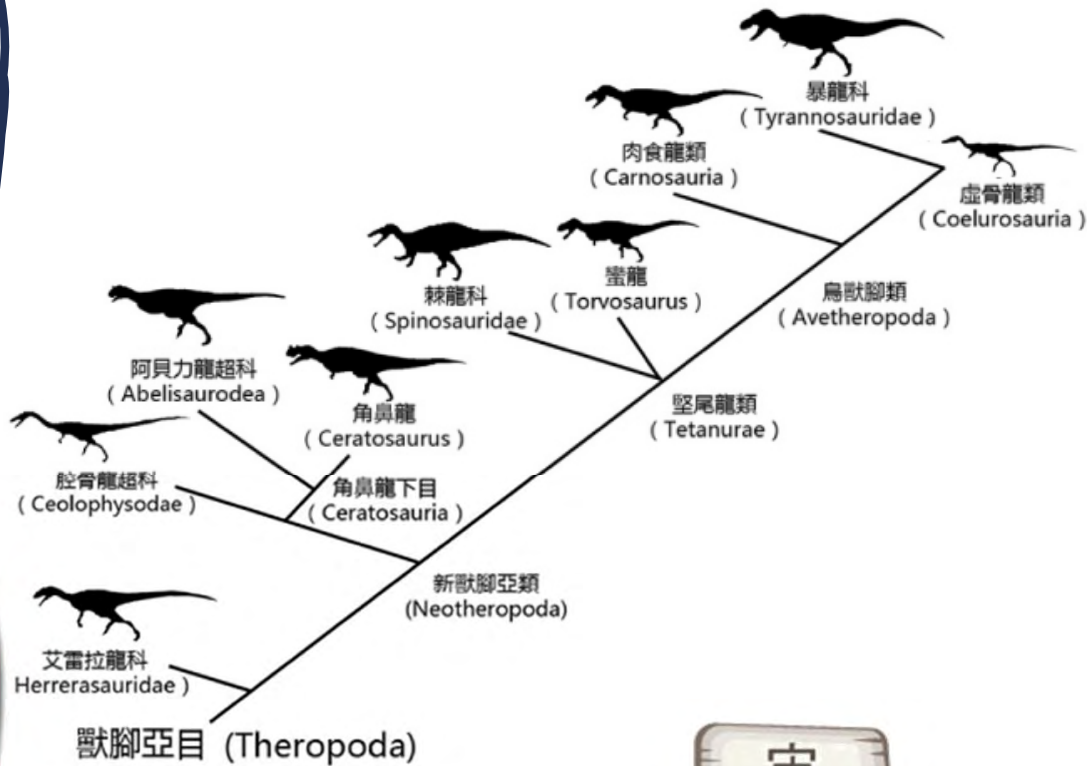 暴龍科
( Tyrannosauridae )
肉食龍類
( Carnosauria )
虛骨龍類
( Coelurosauria )
棘龍科
( Spinosauridae )
蠻龍
( Torvosaurus )
鳥獸腳類
( Avetheropoda )
阿貝力龍超科
( Abelisaurodea )
角鼻龍
( Ceratosaurus )
堅尾龍類
( Tetanurae )
腔骨龍超科
( Ceolophysodae )
角鼻龍下目
( Ceratosauria )
新獸腳亞類
(Neotheropoda)
艾雷拉龍科
Herrerasauridae )
獸腳亞目 (Theropoda)